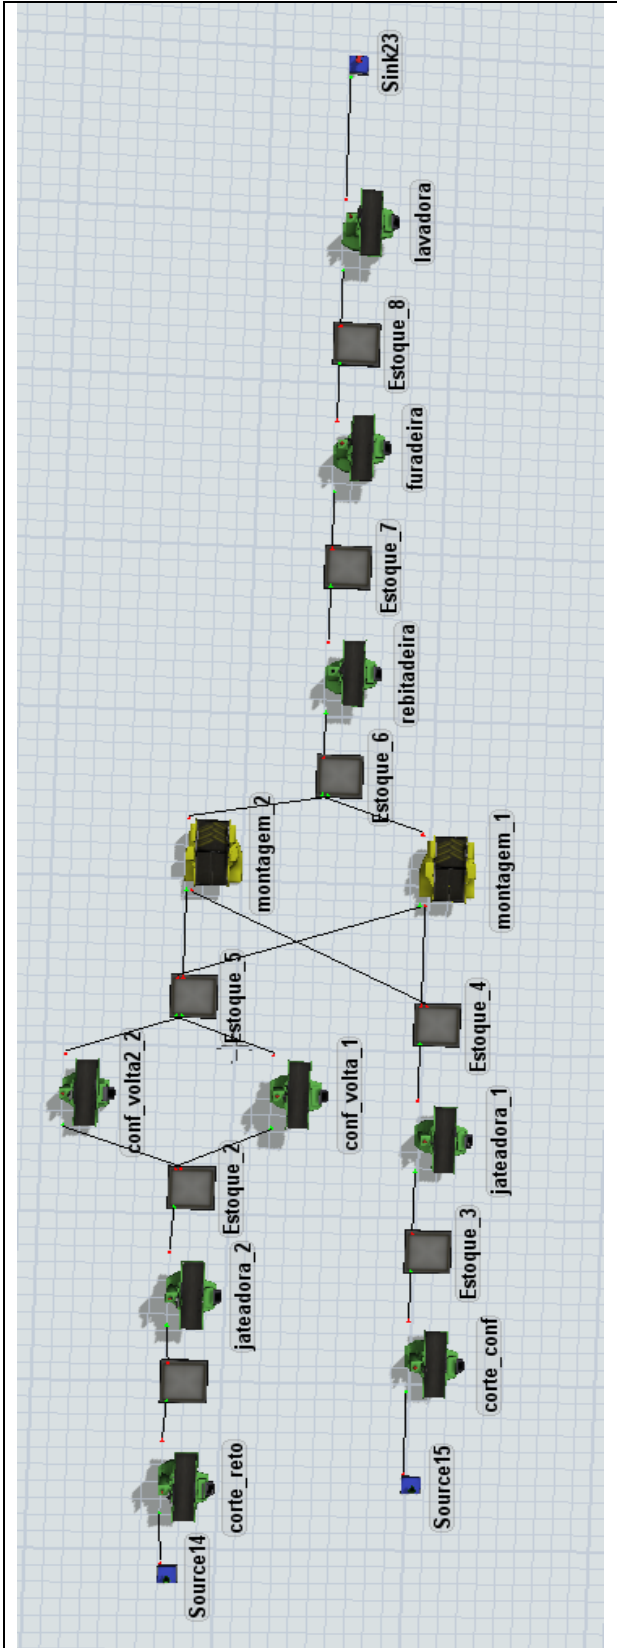 Source14
corte_reto
jateadora_2
Estoque_2
conf_volta2_2
conf_volta_1
Estoque_5
montagem_2
Source15
corte_conf
Estoque_3
jateadora_1
Estoque_4
montagem_1
Estoque_6
rebitadeira
Estoque_7
furadeira
Estoque_8
lavadora
Sink23